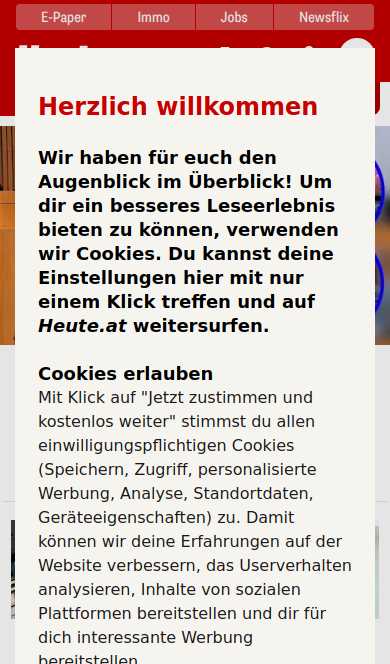 E-Paper
Immo
Jobs
Newsflix
Herzlich willkommen
Wir haben für euch den
Augenblick im Überblick! Um
dir ein besseres Leseerlebnis
bieten zu können, verwenden
wir Cookies. Du kannst deine
Einstellungen hier mit nur
einem Klick treffen und auf
Heute.at weitersurfen.
Cookies erlauben
Mit Klick auf "Jetzt zustimmen und
kostenlos weiter" stimmst du allen
einwilligungspflichtigen Cookies
(Speichern, Zugriff, personalisierte
Werbung, Analyse, Standortdaten,
Geräteeigenschaften) zu. Damit
können wir deine Erfahrungen auf der
Website verbessern, das Userverhalten
analysieren, Inhalte von sozialen
Plattformen bereitstellen und dir für
dich interessante Werbung
bereitstellen